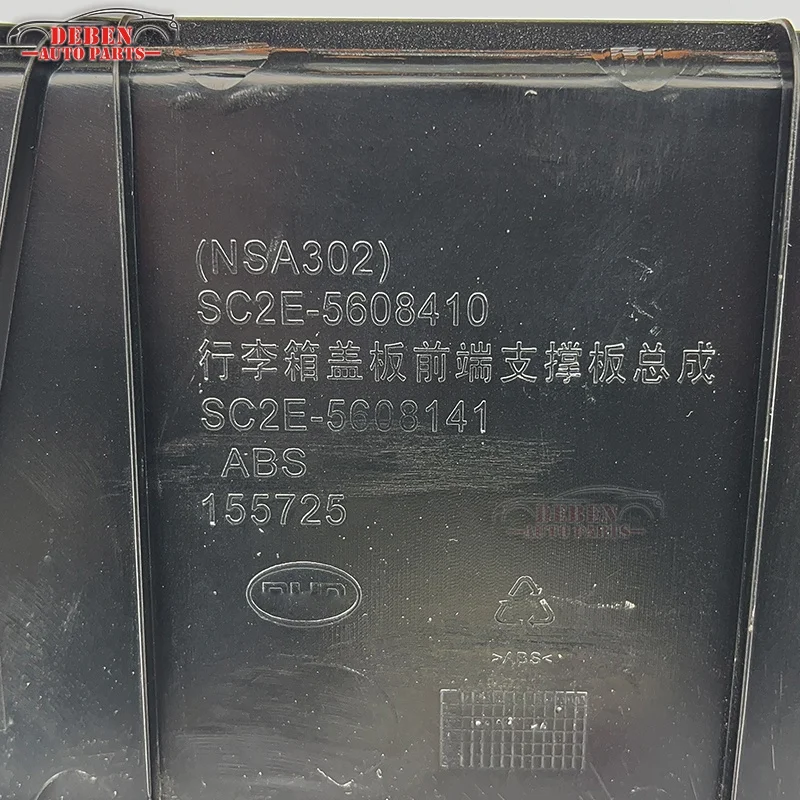 DEBEN
AUTO PARTS
(NSA302)
SC2E-5608410
行李箱盖板前端支撑板总成
SC2E-5608141
ABS
155725
DEBEN
AUTO PARTS
BYD
>ABS<